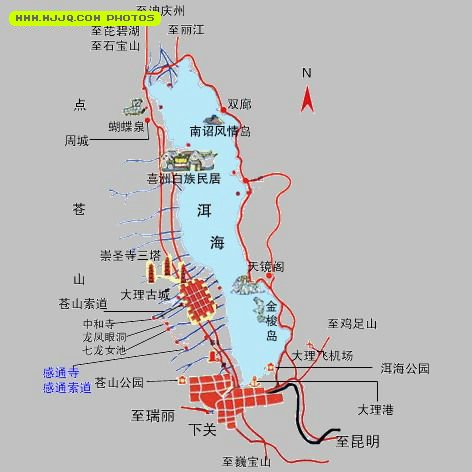 WWW.WJJQ.COM PHOTOS
至洱庆州
至茈碧湖
至丽江
至石宝山
N
点
双廊
蝴蝶泉
南诏风情岛
周城
喜洲白族民居
苍
洱
海
崇圣寺三塔
天镜阁
山
大理古城
苍山索道
金梭岛
中和寺
至鸡足山
龙凤眼洞
七龙女池
大理飞机场
感通寺
洱海公园
感通索道
苍山公园
大理港
至瑞丽
下关
至昆明
至巍宝山